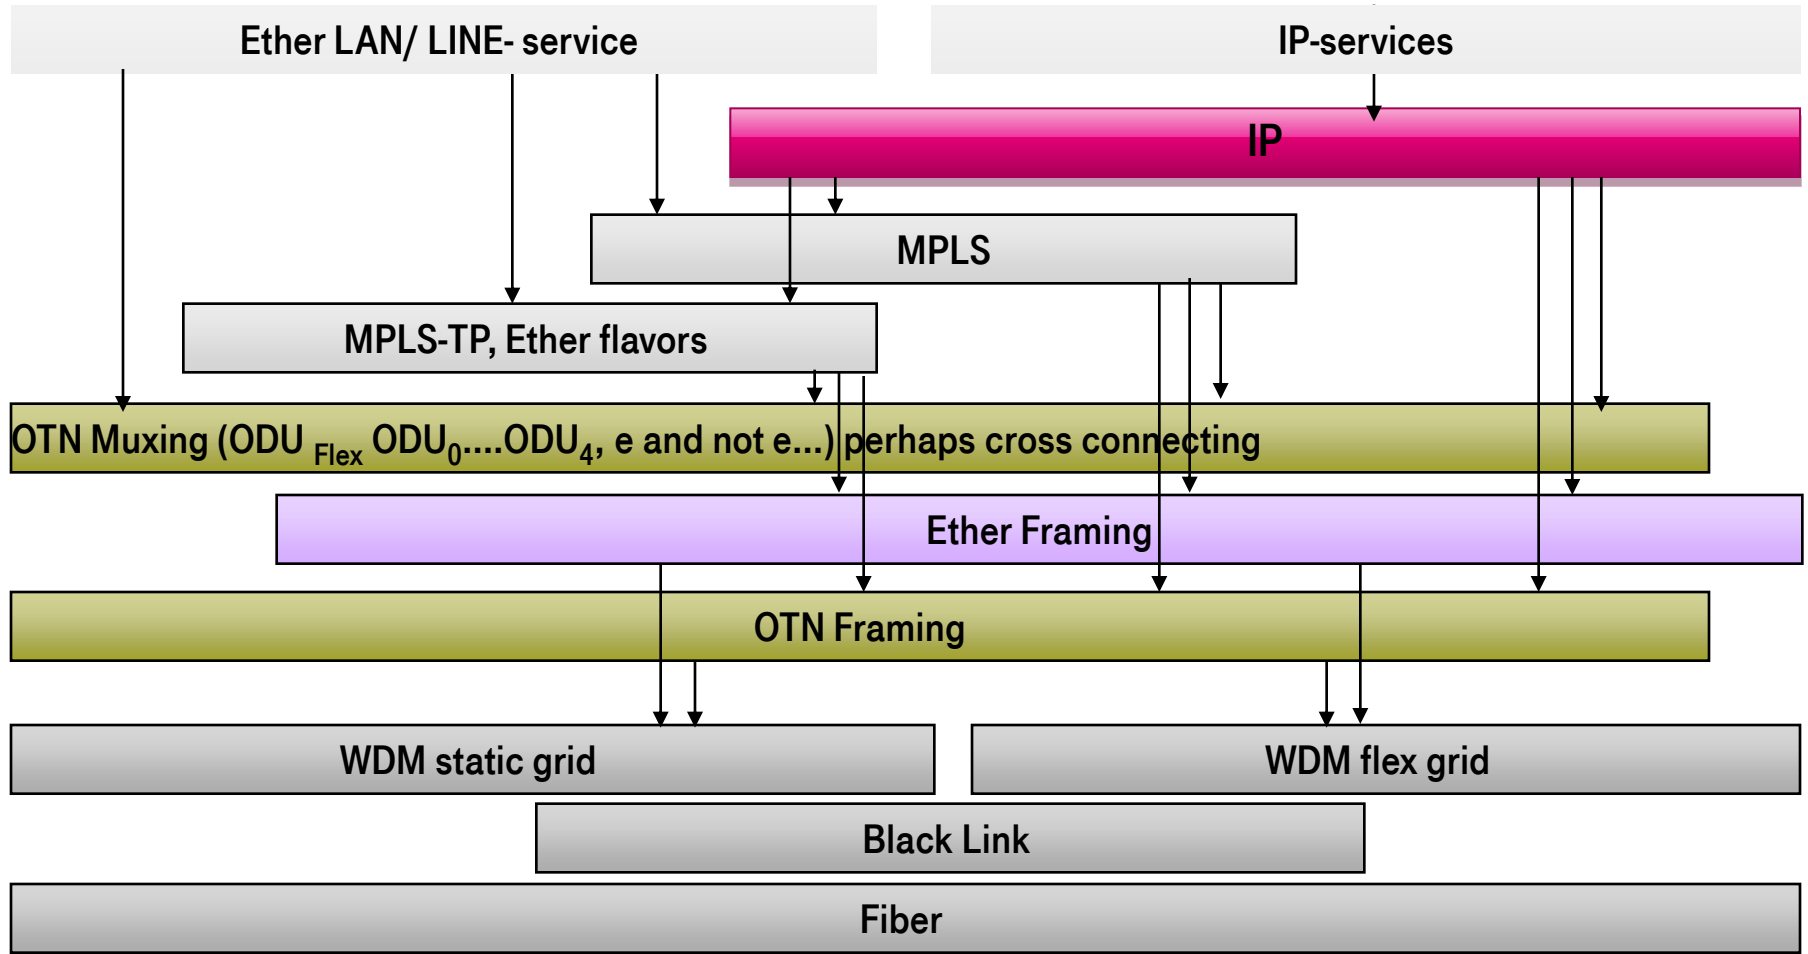 Ether LAN/ LINE- service
IP-services
IP
MPLS
MPLS-TP, Ether flavors
OTN Muxing (ODU Flex ODU0....ODU4, e and not e...) perhaps cross connecting
Ether Framing
OTN Framing
WDM static grid
WDM flex grid
Black Link
Fiber